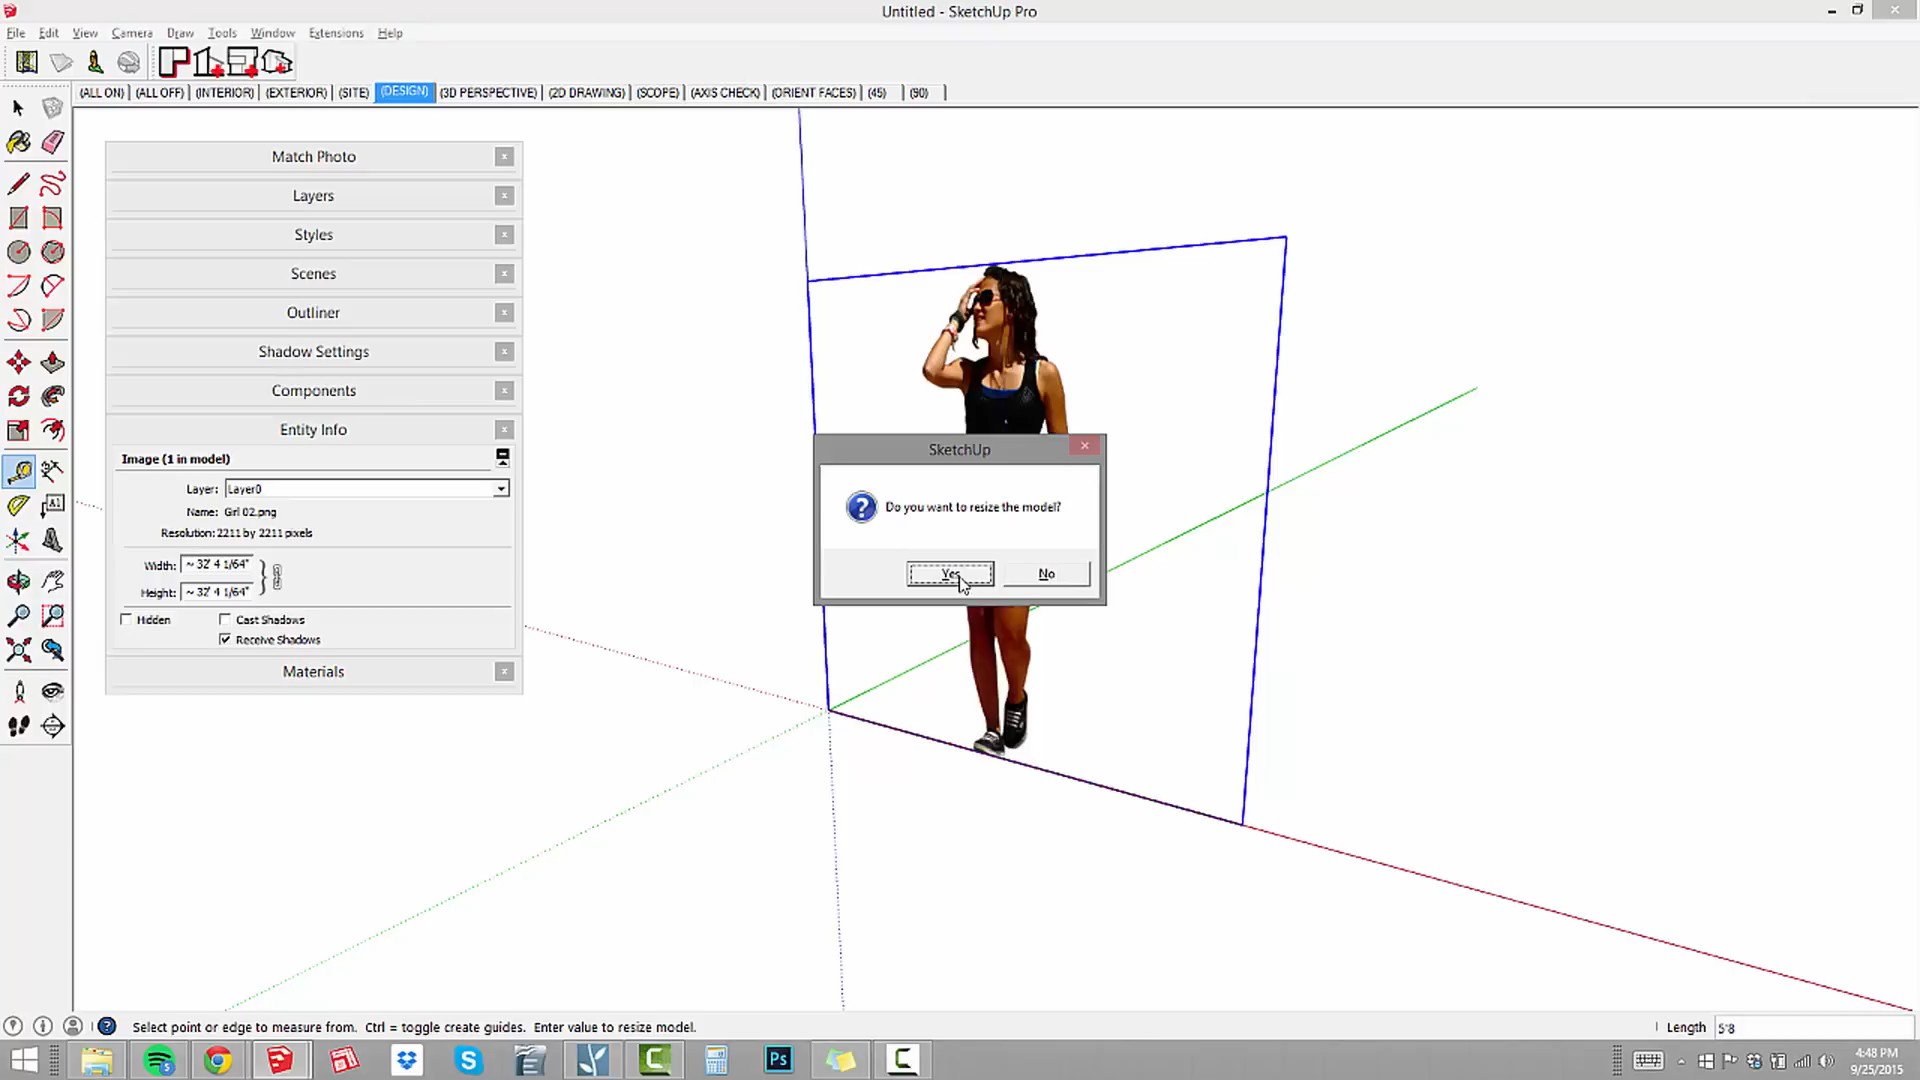 Untitled - SketchUp Pro
File Edit View Camera Draw Tools Window Extensions Help
(ALL ON) (ALL OFF) (INTERIOR) (EXTERIOR) (SITE) (DESIGN) (3D PERSPECTIVE) (2D DRAWING) (SCOPE) (AXIS CHECK) (ORIENT FACES) (45) (90)
Match Photo
Layers
Styles
Scenes
Outliner
Shadow Settings
Components
Entity Info
Image (1 in model)
Layer: Layer0
Name: Girl 02.png
Resolution: 2211 by 2211 pixels
Width: ~ 32' 4 1/64"
Height: ~ 32' 4 1/64"
Hidden Cast Shadows
Receive Shadows
Materials
SketchUp
Do you want to resize the model?
Yes No
Select point or edge to measure from. Ctrl = toggle create guides. Enter value to resize model.
Length 5'8
Ps
4:48 PM
9/25/2015